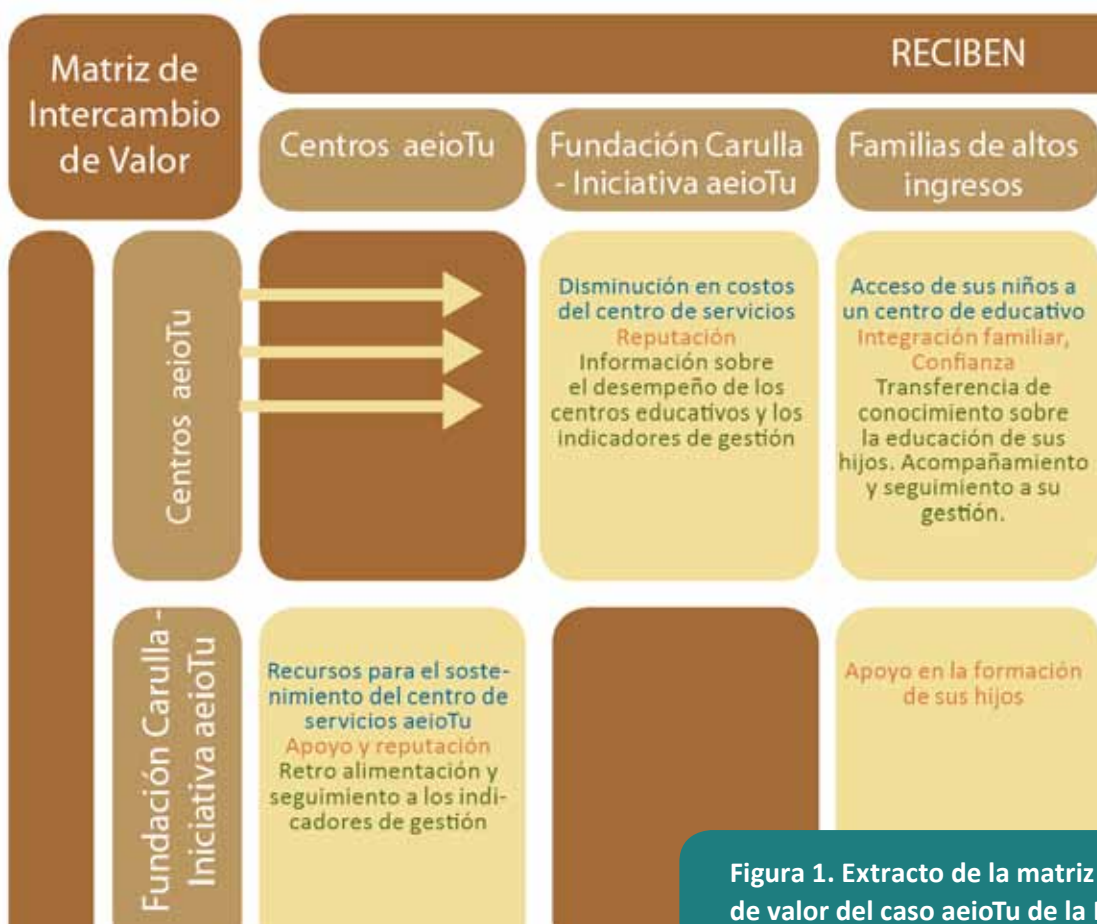 Matriz de
Intercambio
de Valor
RECIBEN
Centros aeioTu
Fundación Carulla
- Iniciativa aeioTu
Familias de altos
ingresos
Centros aeioTu
Disminución en costos
del centro de servicios
Reputación
Información sobre
el desempeño de los
centros educativos y los
indicadores de gestión
Acceso de sus niños a
un centro de educativo
Integración familiar,
Confianza
Transferencia de
conocimiento sobre
la educación de sus
hijos. Acompañamiento
y seguimiento a su
gestión.
Fundación Carulla -
Iniciativa aeioTu
Recursos para el soste-
nimiento del centro de
servicios aeioTu
Apoyo y reputación
Retro alimentación y
seguimiento a los indi-
cadores de gestión
Apoyo en la formación
de sus hijos
Figura 1. Extracto de la matriz
de valor del caso aeioTu de la